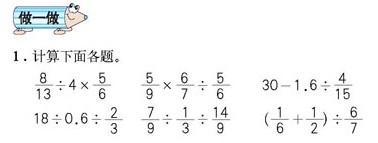 做一做
1. 计算下面各题。
8/13 ÷ 4 × 5/6    5/9 × 6/7 ÷ 5/6    30 − 1.6 ÷ 4/15
18 ÷ 0.6 ÷ 2/3    7/9 ÷ 1/3 ÷ 14/9    (1/6 + 1/2) ÷ 6/7